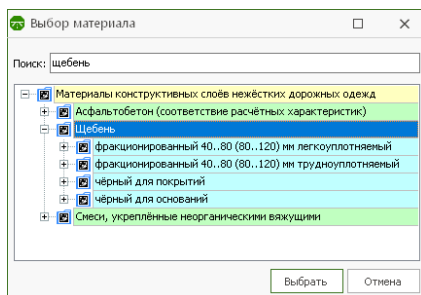 Выбор материала
Поиск: щебень
Материалы конструктивных слоёв нежёстких дорожных одежд
Асфальтобетон (соответствие расчётных характеристик)
Щебень
фракционированный 40..80 (80..120) мм легкоуплотняемый
фракционированный 40..80 (80..120) мм трудноуплотняемый
чёрный для покрытий
чёрный для оснований
Смеси, укреплённые неорганическими вяжущими
Выбрать Отмена